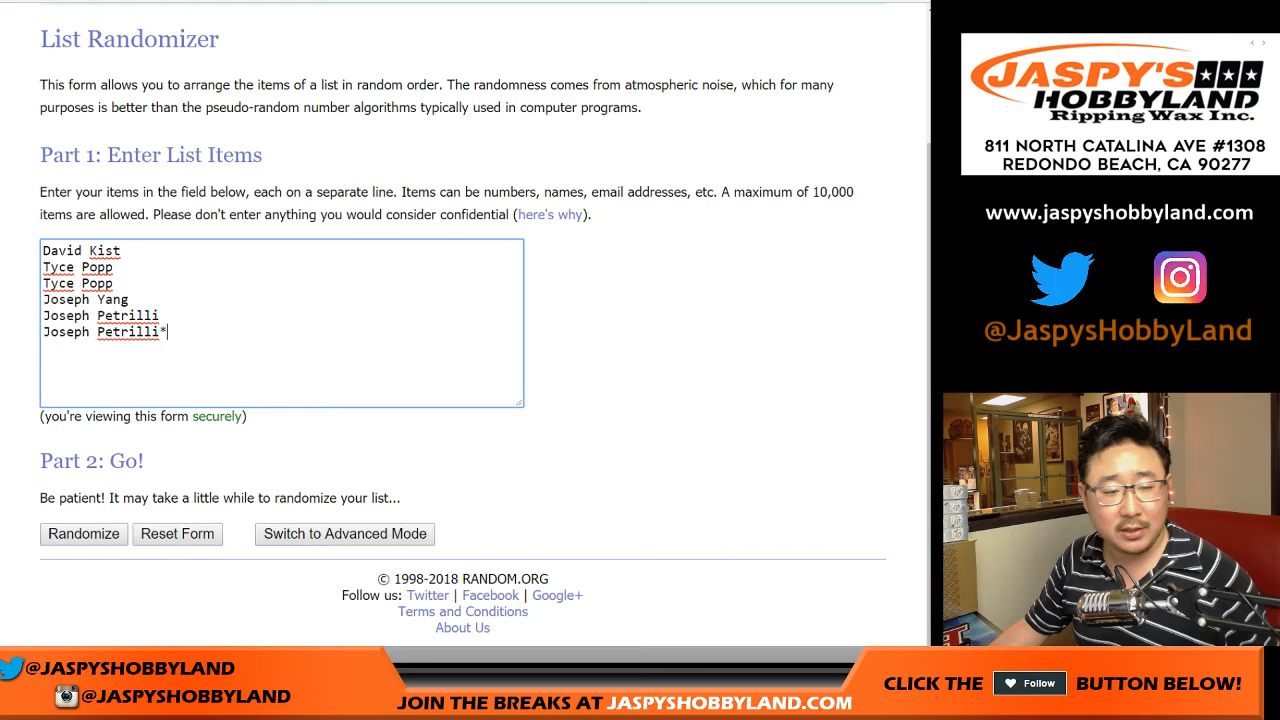 List Randomizer
This form allows you to arrange the items of a list in random order. The randomness comes from atmospheric noise, which for many
purposes is better than the pseudo-random number algorithms typically used in computer programs.
Part 1: Enter List Items
Enter your items in the field below, each on a separate line. Items can be numbers, names, email addresses, etc. A maximum of 10,000
items are allowed. Please don't enter anything you would consider confidential (here's why).
David Kist
Tyce Popp
Tyce Popp
Joseph Yang
Joseph Petrilli
Joseph Petrilli*
(you're viewing this form securely)
Part 2: Go!
Be patient! It may take a little while to randomize your list...
Randomize
Reset Form
Switch to Advanced Mode
© 1998-2018 RANDOM.ORG
Follow us: Twitter | Facebook | Google+
Terms and Conditions
About Us
JASPY'S
HOBBYLAND
Ripping Wax Inc.
811 NORTH CATALINA AVE #1308
REDONDO BEACH, CA 90277
www.jaspyshobbyland.com
@JaspysHobbyLand
@JASPYSHOBBYLAND
@JASPYSHOBBYLAND
JOIN THE BREAKS AT JASPYSHOBBYLAND.COM
CLICK THE Follow BUTTON BELOW!